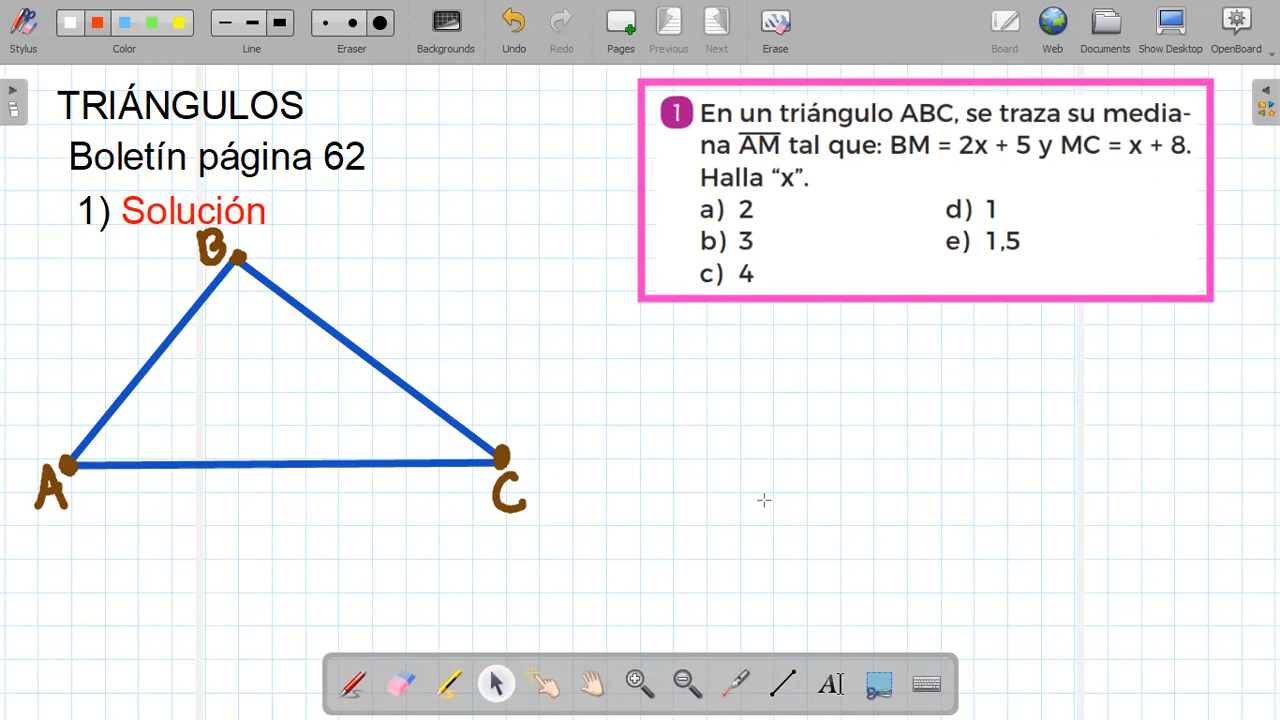 Stylus
Color
Line
Eraser
Backgrounds
Undo
Redo
Pages
Previous
Next
Erase
Board
Web
Documents
Show Desktop
OpenBoard
TRIÁNGULOS
Boletín página 62
1) Solución
B
A
C
1 En un triángulo ABC, se traza su media-
na A̅M̅ tal que: BM = 2x + 5 y MC = x + 8.
Halla “x”.
a) 2 d) 1
b) 3 e) 1,5
c) 4
AI